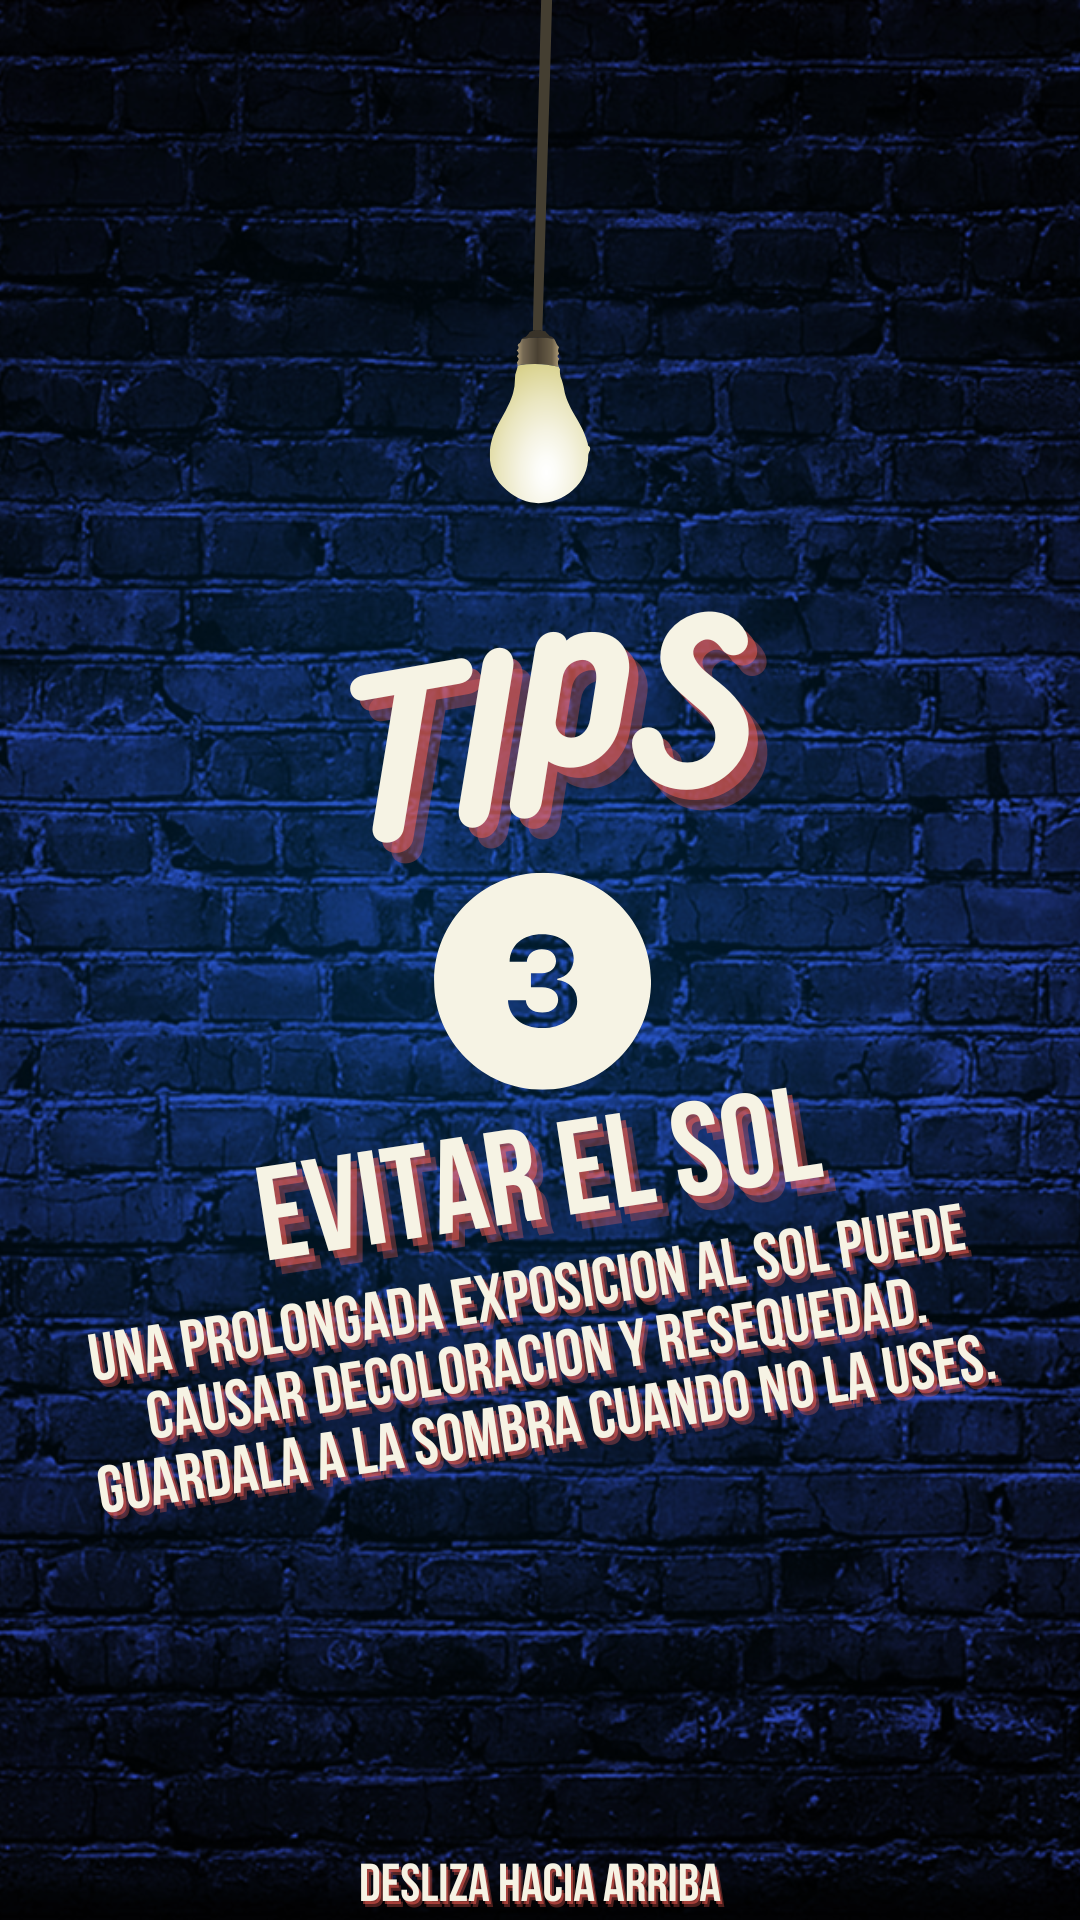 TIPS
3
EVITAR EL SOL
UNA PROLONGADA EXPOSICION AL SOL PUEDE
CAUSAR DECOLORACION Y RESEQUEDAD.
GUARDALA A LA SOMBRA CUANDO NO LA USES.
DESLIZA HACIA ARRIBA